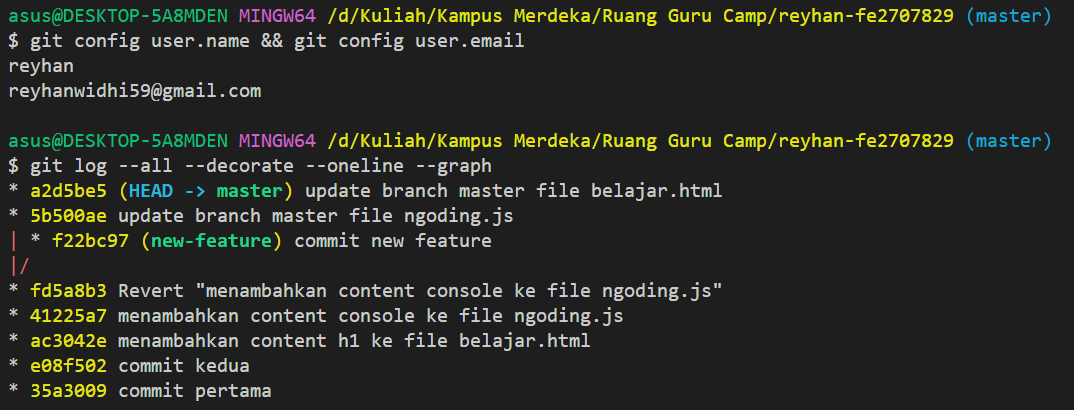 asus@DESKTOP-5A8MDEN MINGW64 /d/Kuliah/Kampus Merdeka/Ruang Guru Camp/reyhan-fe2707829 (master)
$ git config user.name && git config user.email
reyhan
reyhanwidhi59@gmail.com

asus@DESKTOP-5A8MDEN MINGW64 /d/Kuliah/Kampus Merdeka/Ruang Guru Camp/reyhan-fe2707829 (master)
$ git log --all --decorate --oneline --graph
* a2d5be5 (HEAD -> master) update branch master file belajar.html
* 5b500ae update branch master file ngoding.js
| * f22bc97 (new-feature) commit new feature
|/
* fd5a8b3 Revert "menambahkan content console ke file ngoding.js"
* 41225a7 menambahkan content console ke file ngoding.js
* ac3042e menambahkan content h1 ke file belajar.html
* e08f502 commit kedua
* 35a3009 commit pertama